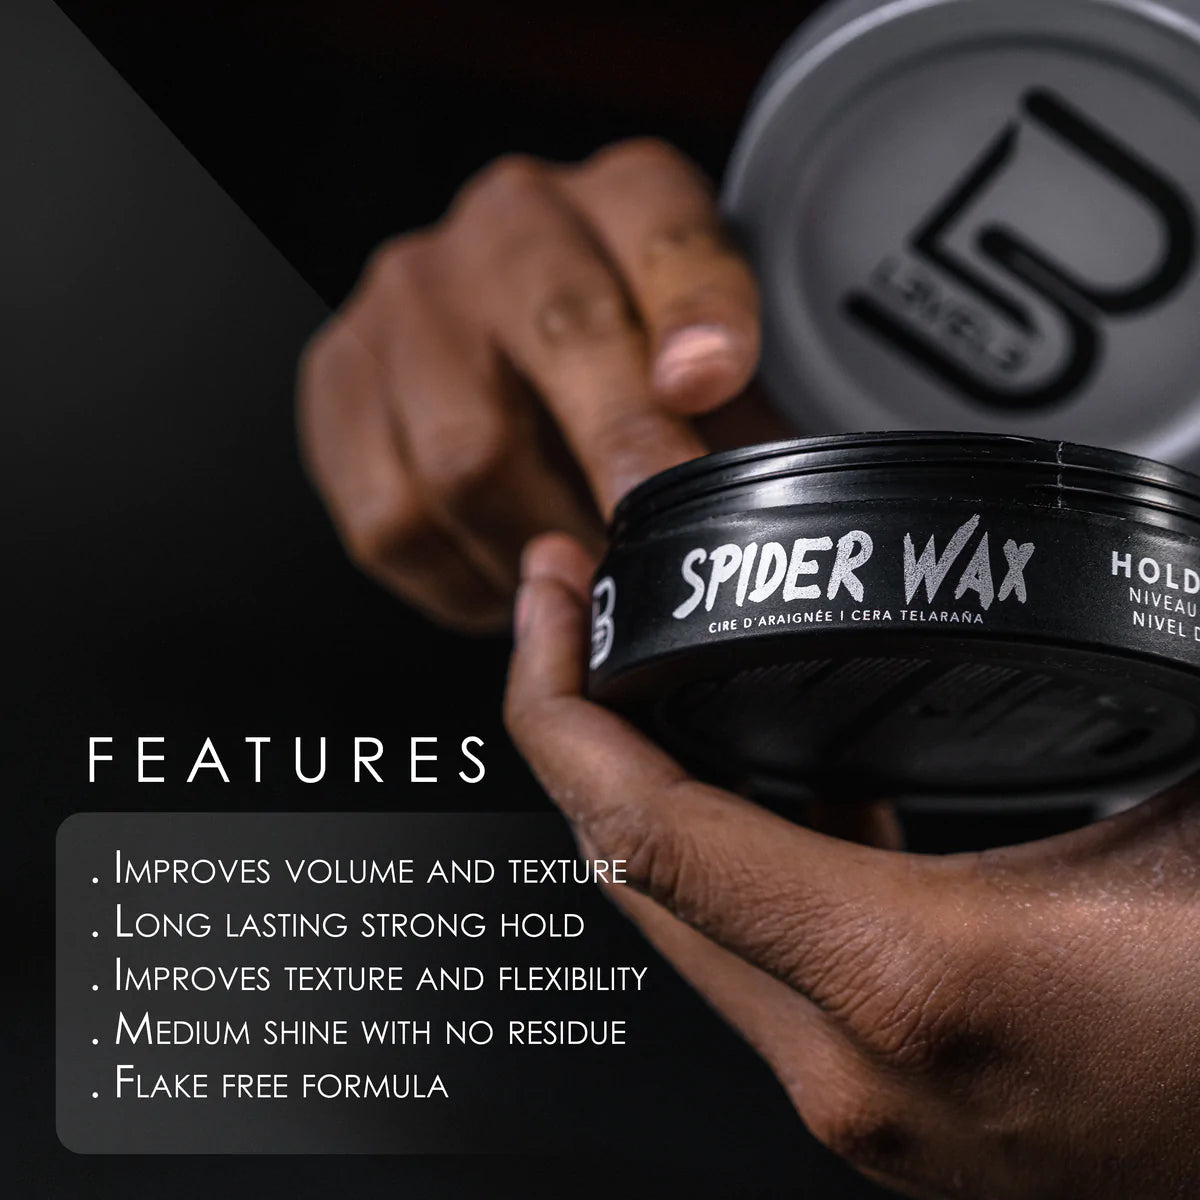 LEVEL3
SPIDER WAX
CIRE D'ARAIGNÉE | CERA TELARAÑA
HOLD
NIVEAU
NIVEL D
FEATURES
. IMPROVES VOLUME AND TEXTURE
. LONG LASTING STRONG HOLD
. IMPROVES TEXTURE AND FLEXIBILITY
. MEDIUM SHINE WITH NO RESIDUE
. FLAKE FREE FORMULA